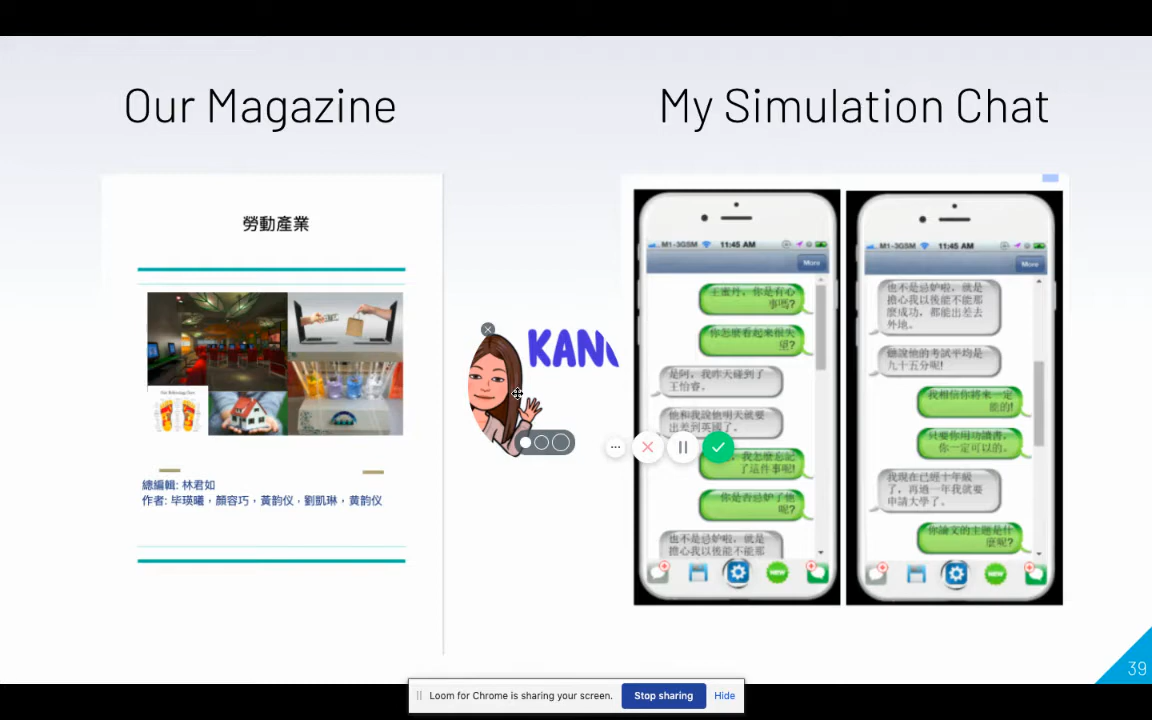 Our Magazine
My Simulation Chat
勞動產業
總編輯: 林君如
作者: 毕瑛曦，顏容巧，黃韵仪，劉凱琳，黄韵仪
KAN
M1-3GSM
11:45 AM
More
王蜜丹，你是有心
事嗎?
你怎麼看起來很失
望?
是阿，我昨天碰到了
王怡睿。
他和我說他明天就要
出差到英國了。
我怎麼忘記
了這件事呢!
你是否忌妒了他
呢?
也不是忌妒啦，就是
擔心我以後能不能那
NEW
M1-3GSM
11:45 AM
More
也不是忌妒啦，就是
擔心我以後能不能那
麼成功，都能出差去
外地。
聽說他的考試平均是
九十五分呢!
我相信你將來一定
能的!
只要你用功讀書，
你一定可以的。
我現在已經十年級
了，再過一年我就要
申請大學了。
你論文的主題是什
麼呢?
NEW
39
Loom for Chrome is sharing your screen.
Stop sharing
Hide